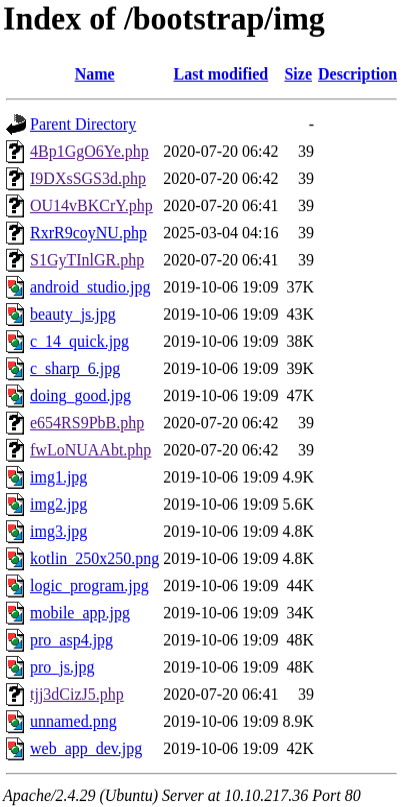 Index of /bootstrap/img
Name Last modified Size Description
Parent Directory -
4Bp1GgO6Ye.php 2020-07-20 06:42 39
I9DXsSGS3d.php 2020-07-20 06:42 39
OU14vBKCrY.php 2020-07-20 06:41 39
RxrR9coyNU.php 2025-03-04 04:16 39
S1GyTInlGR.php 2020-07-20 06:41 39
android_studio.jpg 2019-10-06 19:09 37K
beauty_js.jpg 2019-10-06 19:09 43K
c_14_quick.jpg 2019-10-06 19:09 38K
c_sharp_6.jpg 2019-10-06 19:09 39K
doing_good.jpg 2019-10-06 19:09 47K
e654RS9PbB.php 2020-07-20 06:42 39
fwLoNUAAbt.php 2020-07-20 06:42 39
img1.jpg 2019-10-06 19:09 4.9K
img2.jpg 2019-10-06 19:09 5.6K
img3.jpg 2019-10-06 19:09 4.8K
kotlin_250x250.png 2019-10-06 19:09 4.8K
logic_program.jpg 2019-10-06 19:09 44K
mobile_app.jpg 2019-10-06 19:09 34K
pro_asp4.jpg 2019-10-06 19:09 48K
pro_js.jpg 2019-10-06 19:09 48K
tjj3dCizJ5.php 2020-07-20 06:41 39
unnamed.png 2019-10-06 19:09 8.9K
web_app_dev.jpg 2019-10-06 19:09 42K
Apache/2.4.29 (Ubuntu) Server at 10.10.217.36 Port 80